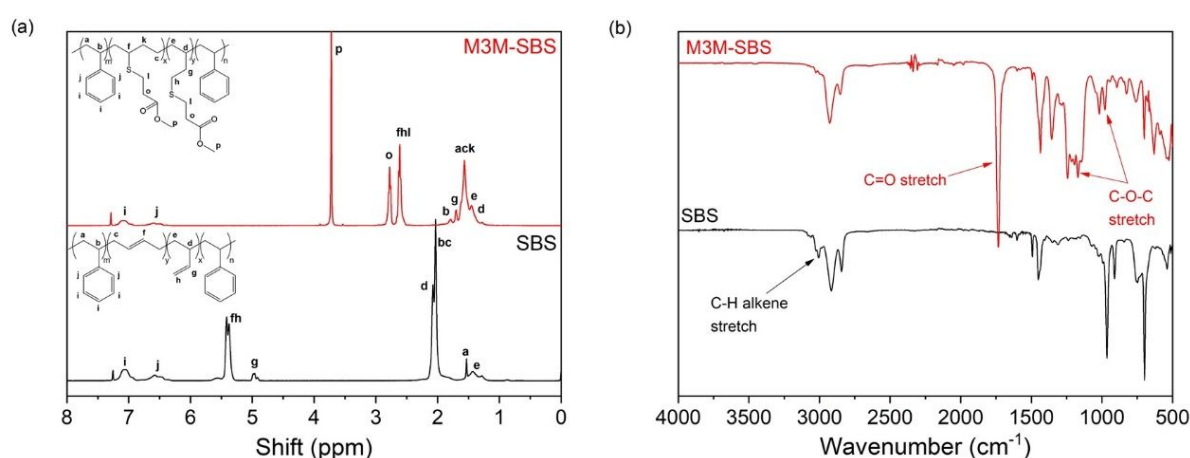 (a)
M3M-SBS
a b f k c e d
m x y n
g
j j S l h
i i o S l
i O O p o
O O p
p
fhl
ack
o
g e
b d
i j
SBS
a b c f e d
m y x n
g
h
j j
i i
i
bc
d
fh
i j g a e
8 7 6 5 4 3 2 1 0
Shift (ppm)
(b)
M3M-SBS
C=O stretch
C-O-C
stretch
SBS
C-H alkene
stretch
4000 3500 3000 2500 2000 1500 1000 500
Wavenumber (cm⁻¹)